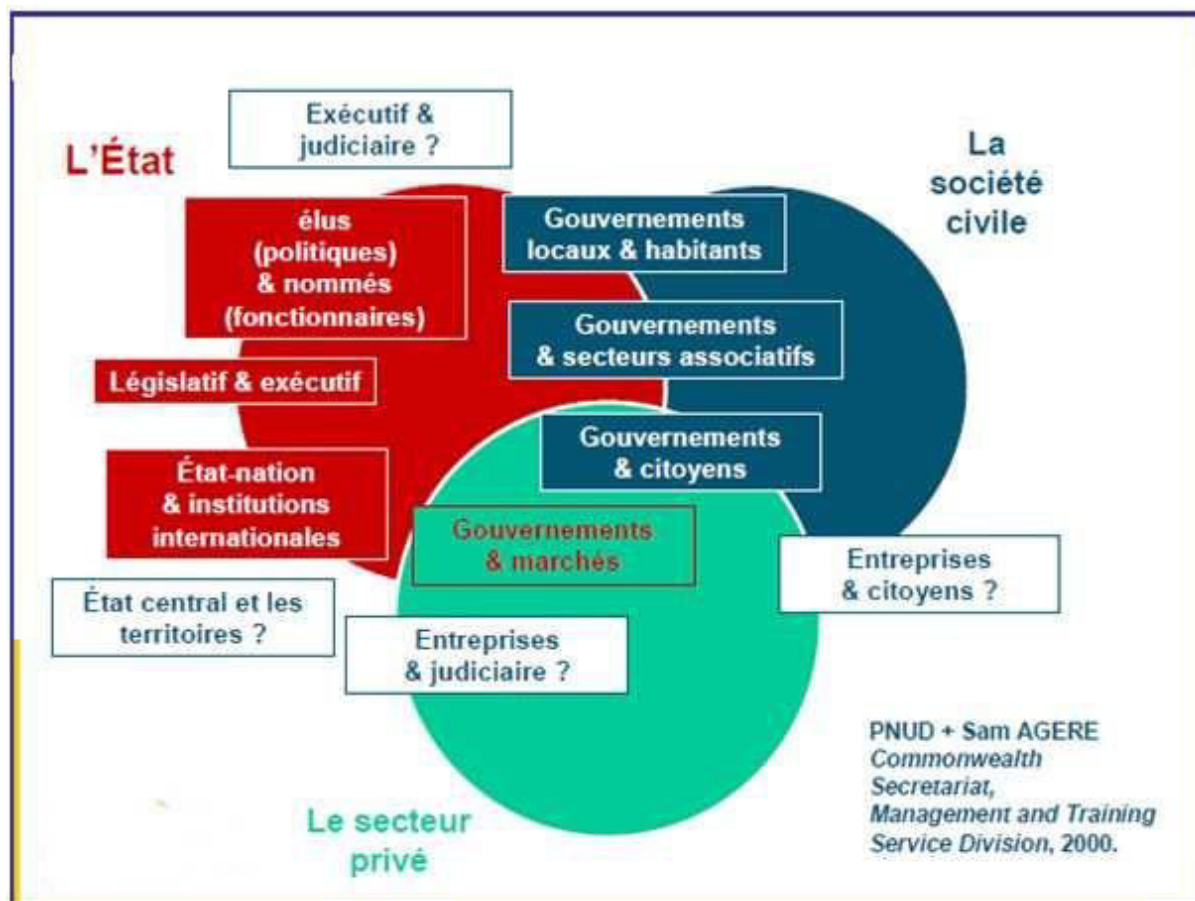 Exécutif &
judiciaire ?
L'État
La
société
civile
élus
(politiques)
& nommés
(fonctionnaires)
Gouvernements
locaux & habitants
Gouvernements
& secteurs associatifs
Législatif & exécutif
Gouvernements
& citoyens
État-nation
& institutions
internationales
Gouvernements
& marchés
Entreprises
& citoyens ?
État central et les
territoires ?
Entreprises
& judiciaire ?
PNUD + Sam AGERE
Commonwealth
Secretariat,
Management and Training
Service Division, 2000.
Le secteur
privé